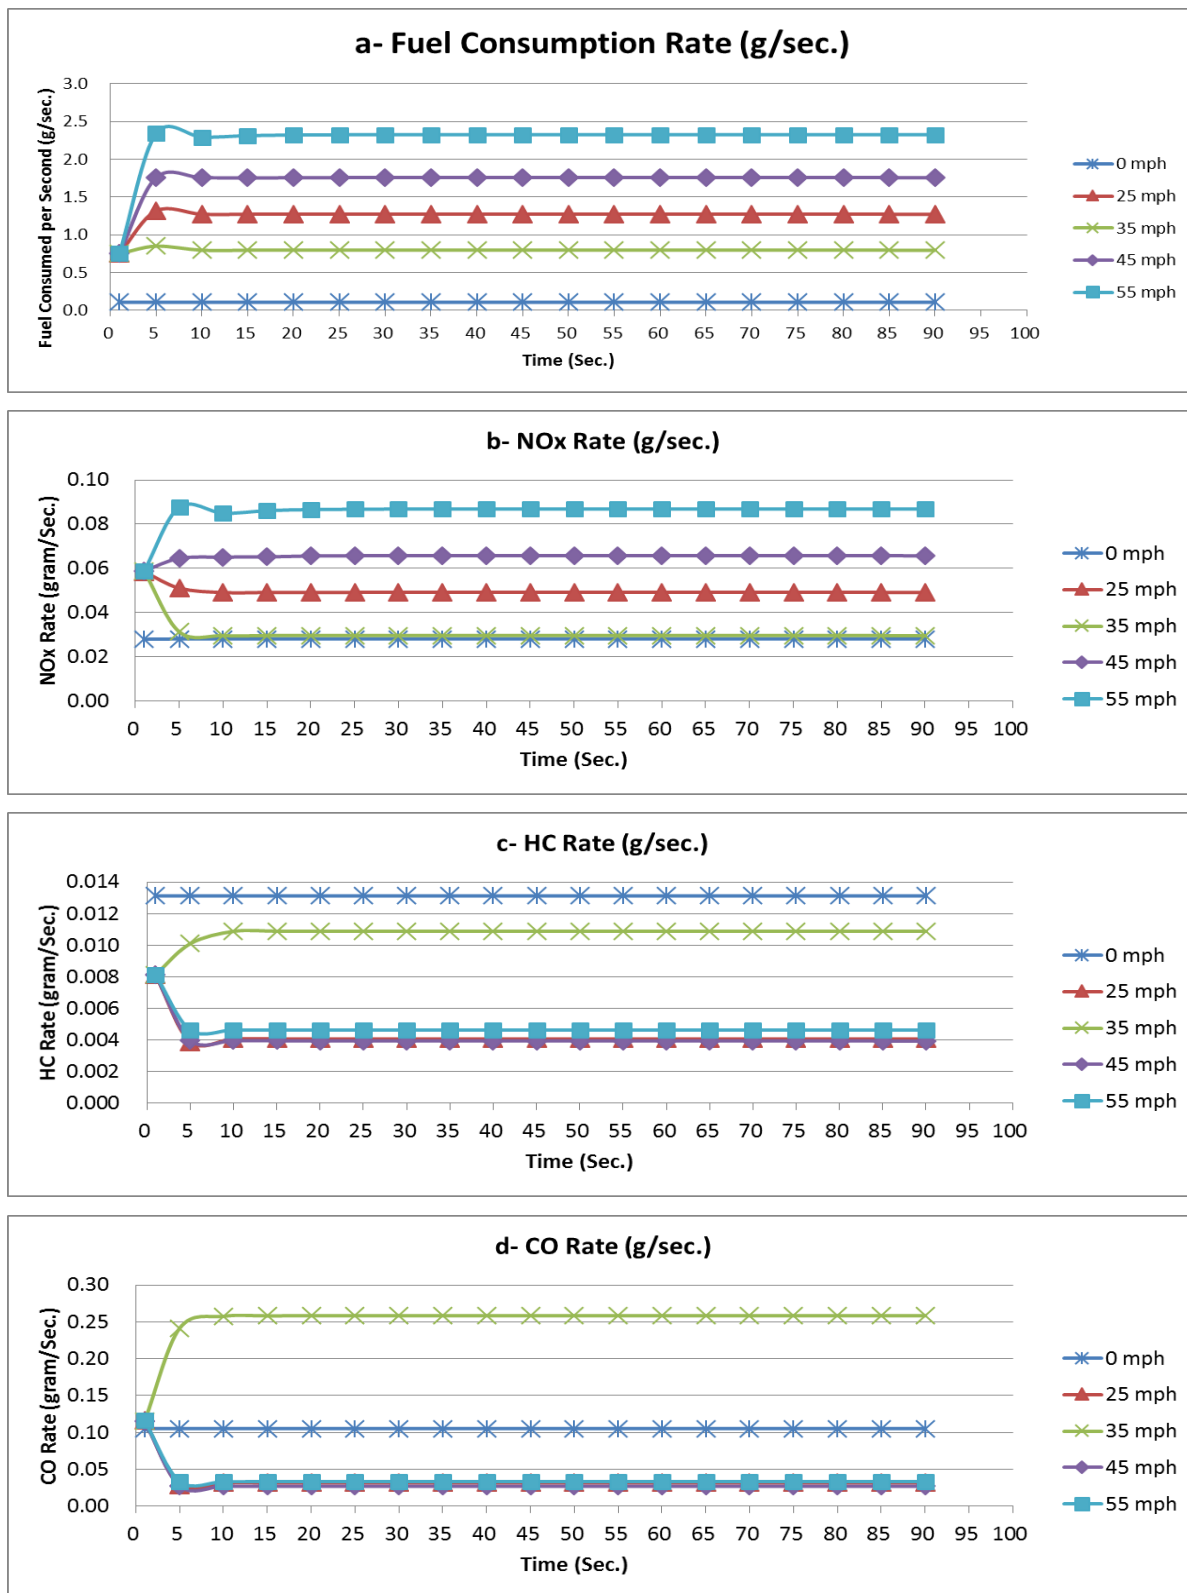 a- Fuel Consumption Rate (g/sec.)
Fuel Consumed per Second (g/sec.)
3.0
2.5
2.0
1.5
1.0
0.5
0.0
0 5 10 15 20 25 30 35 40 45 50 55 60 65 70 75 80 85 90 95 100
Time (Sec.)
0 mph
25 mph
35 mph
45 mph
55 mph
b- NOx Rate (g/sec.)
NOx Rate (gram/Sec.)
0.10
0.08
0.06
0.04
0.02
0.00
0 5 10 15 20 25 30 35 40 45 50 55 60 65 70 75 80 85 90 95 100
Time (Sec.)
0 mph
25 mph
35 mph
45 mph
55 mph
c- HC Rate (g/sec.)
HC Rate (gram/Sec.)
0.014
0.012
0.010
0.008
0.006
0.004
0.002
0.000
0 5 10 15 20 25 30 35 40 45 50 55 60 65 70 75 80 85 90 95 100
Time (Sec.)
0 mph
25 mph
35 mph
45 mph
55 mph
d- CO Rate (g/sec.)
CO Rate (gram/Sec.)
0.30
0.25
0.20
0.15
0.10
0.05
0.00
0 5 10 15 20 25 30 35 40 45 50 55 60 65 70 75 80 85 90 95 100
Time (Sec.)
0 mph
25 mph
35 mph
45 mph
55 mph